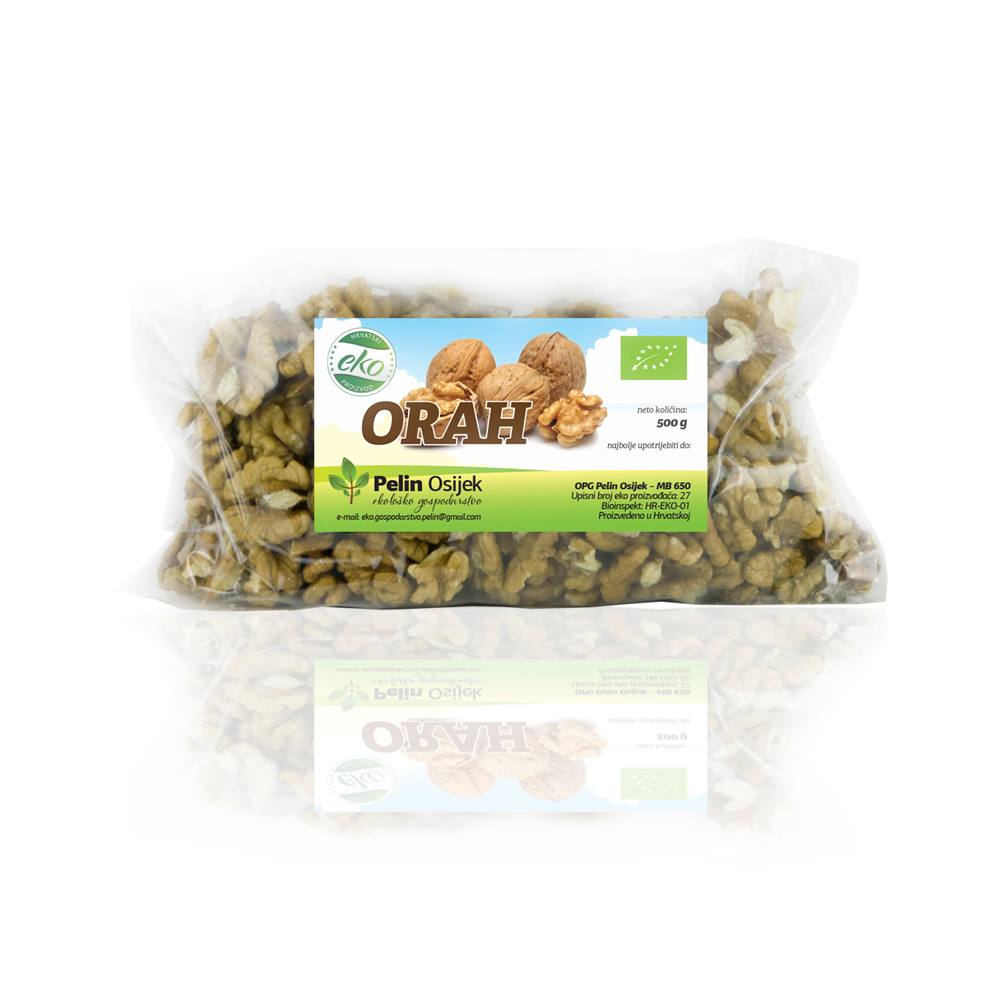 HRVATSKI
eko
PROIZVOD
ORAH
neto količina:
500 g
najbolje upotrijebiti do:
Pelin Osijek
ekološko gospodarstvo
e-mail: eko.gospodarstvo.pelin@gmail.com
OPG Pelin Osijek – MB 650
Upisni broj eko proizvođača: 27
Bioinspekt: HR-EKO-01
Proizvedeno u Hrvatskoj